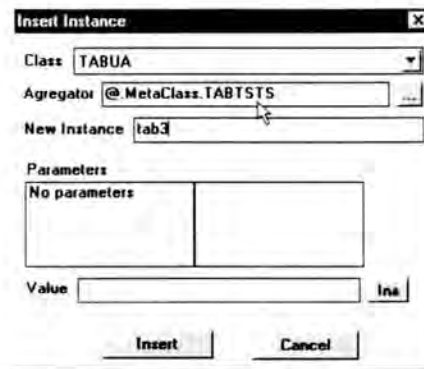 Insert Instance
Class TABUA
Agregator @.MetaClass.TABTSTS ...
New Instance tab3
Parameters
No parameters
Value Ins
Insert Cancel